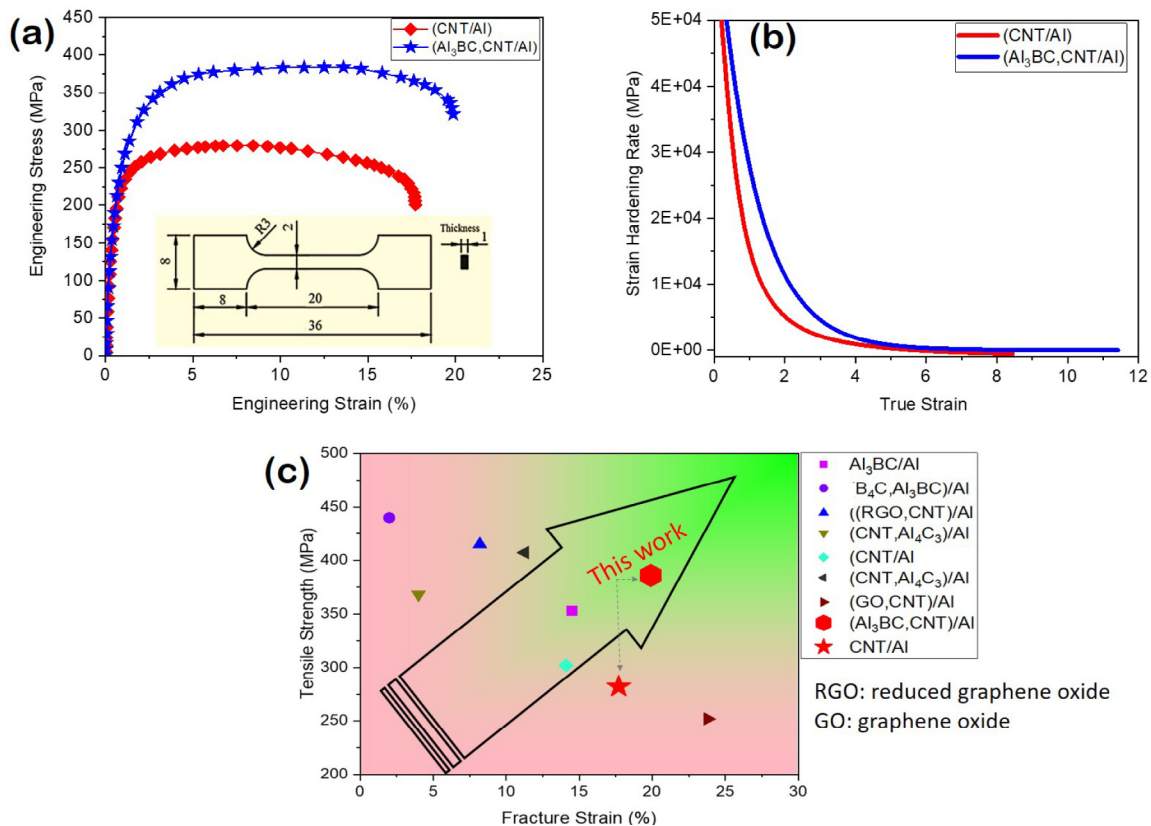 (a)
450
400
350
300
250
200
150
100
50
0
Engineering Stress (MPa)
(CNT/Al)
(Al₃BC,CNT/Al)
R3
2
Thickness
1
8
8
20
36
0 5 10 15 20 25
Engineering Strain (%)
(b)
5E+04
4E+04
3E+04
2E+04
1E+04
0E+00
Strain Hardening Rate (MPa)
(CNT/Al)
(Al₃BC,CNT/Al)
0 2 4 6 8 10 12
True Strain
(c)
500
450
400
350
300
250
200
Tensile Strength (MPa)
This work
0 5 10 15 20 25 30
Fracture Strain (%)
Al₃BC/Al
B₄C,Al₃BC)/Al
((RGO,CNT)/Al
(CNT,Al₄C₃)/Al
(CNT/Al
(CNT,Al₄C₃)/Al
(GO,CNT)/Al
(Al₃BC,CNT)/Al
CNT/Al
RGO: reduced graphene oxide
GO: graphene oxide